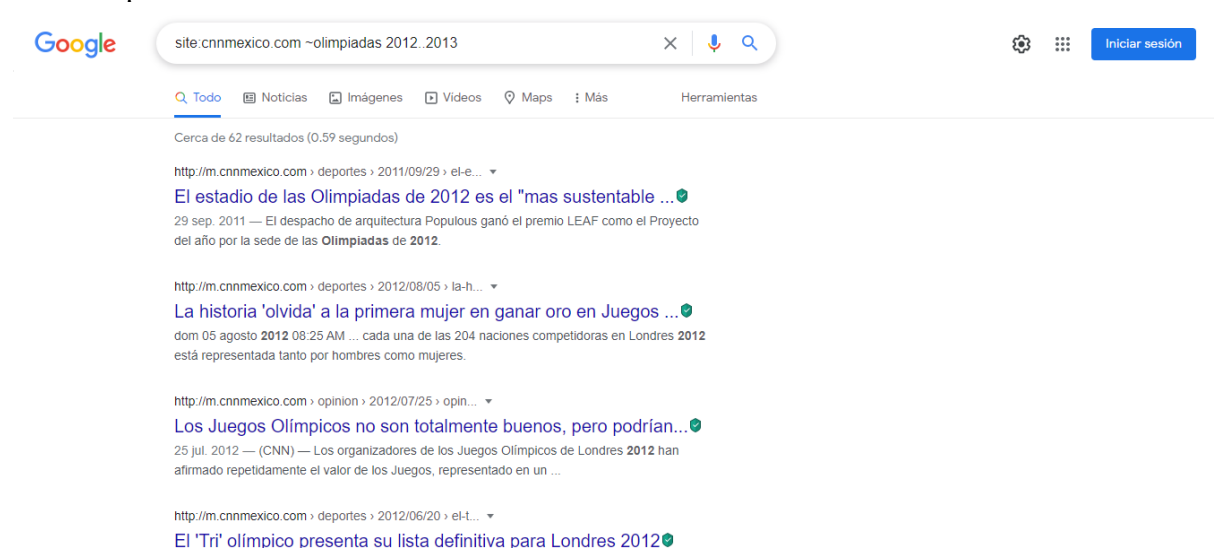 Google
site:cnnmexico.com ~olimpiadas 2012..2013
Iniciar sesión
Todo Noticias Imágenes Vídeos Maps Más Herramientas
Cerca de 62 resultados (0.59 segundos)
http://m.cnnmexico.com › deportes › 2011/09/29 › el-e...
El estadio de las Olimpiadas de 2012 es el "mas sustentable ...
29 sep. 2011 — El despacho de arquitectura Populous ganó el premio LEAF como el Proyecto
del año por la sede de las Olimpiadas de 2012.
http://m.cnnmexico.com › deportes › 2012/08/05 › la-h...
La historia 'olvida' a la primera mujer en ganar oro en Juegos ...
dom 05 agosto 2012 08:25 AM ... cada una de las 204 naciones competidoras en Londres 2012
está representada tanto por hombres como mujeres.
http://m.cnnmexico.com › opinion › 2012/07/25 › opin...
Los Juegos Olímpicos no son totalmente buenos, pero podrían...
25 jul. 2012 — (CNN) — Los organizadores de los Juegos Olímpicos de Londres 2012 han
afirmado repetidamente el valor de los Juegos, representado en un ...
http://m.cnnmexico.com › deportes › 2012/06/20 › el-t...
El 'Tri' olímpico presenta su lista definitiva para Londres 2012